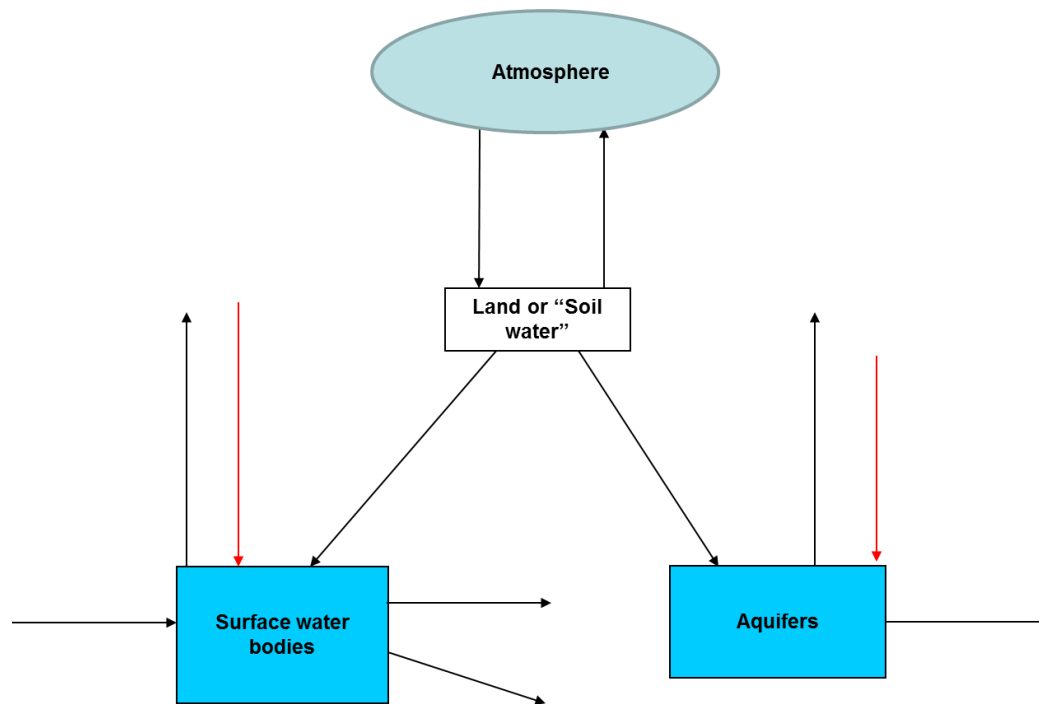 Atmosphere
Land or “Soil
water”
Surface water
bodies
Aquifers